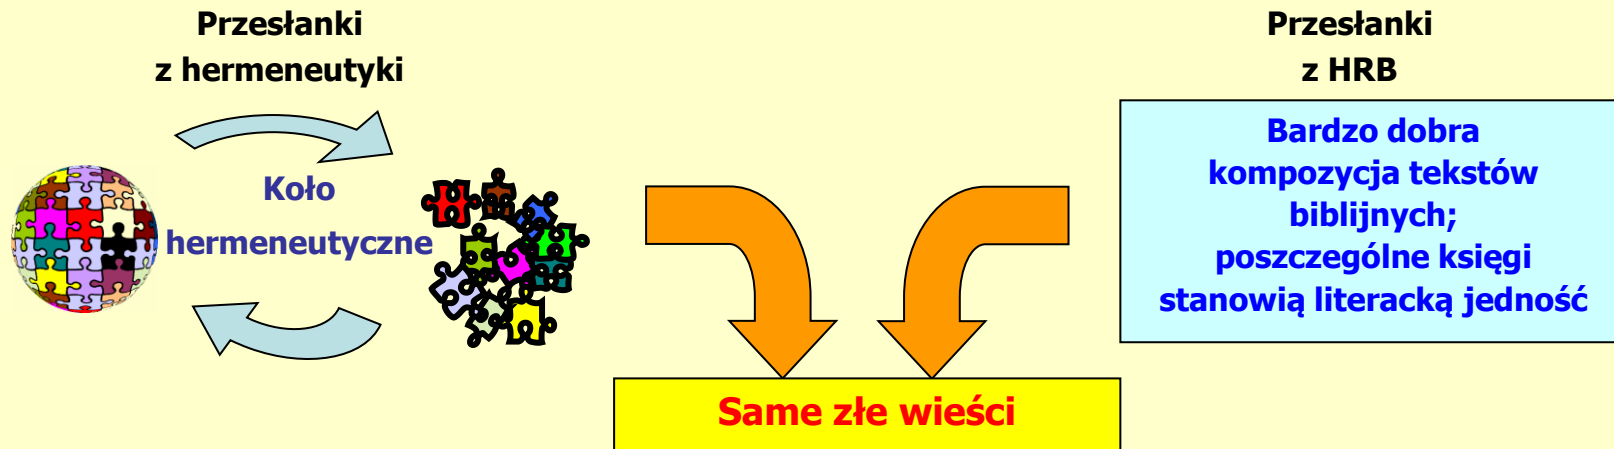 Przesłanki
z hermeneutyki
Koło
hermeneutyczne
Przesłanki
z HRB
Bardzo dobra
kompozycja tekstów
biblijnych;
poszczególne księgi
stanowią literacką jedność
Same złe wieści